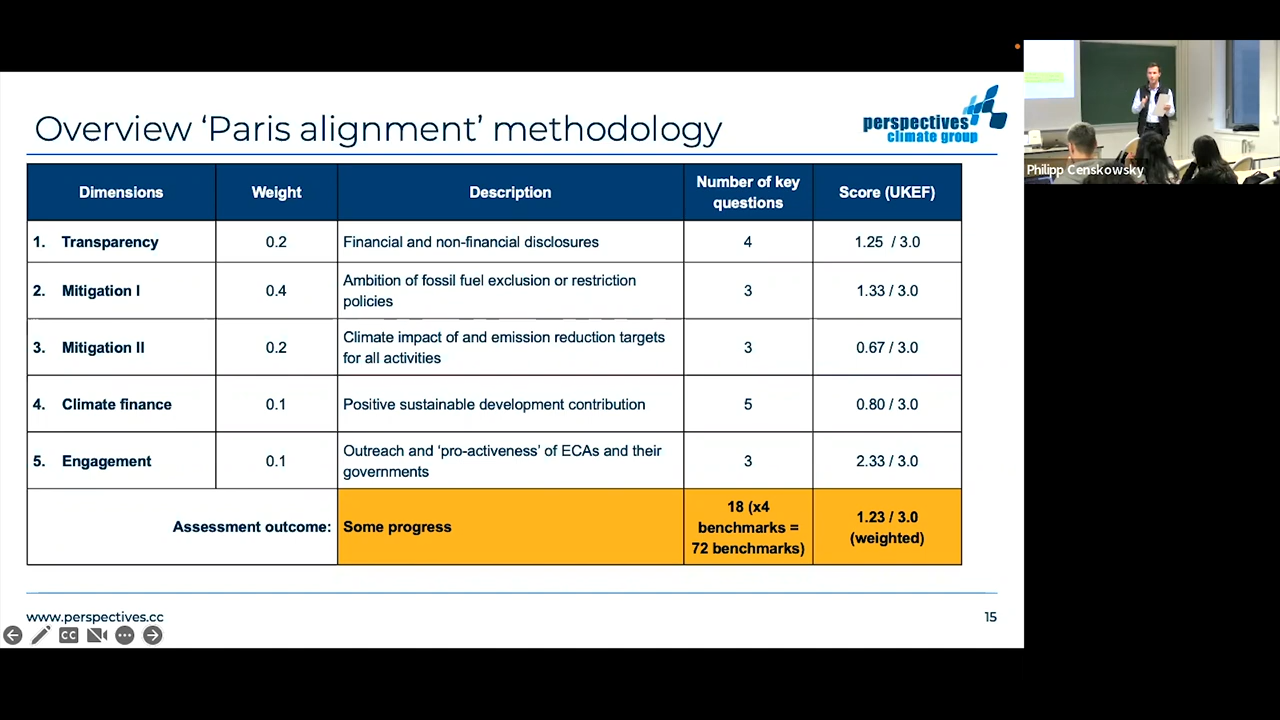 Overview ‘Paris alignment’ methodology
perspectives
climate group
Dimensions
Weight
Description
Number of key
questions
Score (UKEF)
1. Transparency
0.2
Financial and non-financial disclosures
4
1.25 / 3.0
2. Mitigation I
0.4
Ambition of fossil fuel exclusion or restriction
policies
3
1.33 / 3.0
3. Mitigation II
0.2
Climate impact of and emission reduction targets
for all activities
3
0.67 / 3.0
4. Climate finance
0.1
Positive sustainable development contribution
5
0.80 / 3.0
5. Engagement
0.1
Outreach and ‘pro-activeness’ of ECAs and their
governments
3
2.33 / 3.0
Assessment outcome:
Some progress
18 (x4
benchmarks =
72 benchmarks)
1.23 / 3.0
(weighted)
www.perspectives.cc
15
CC
Philipp Censkowsky